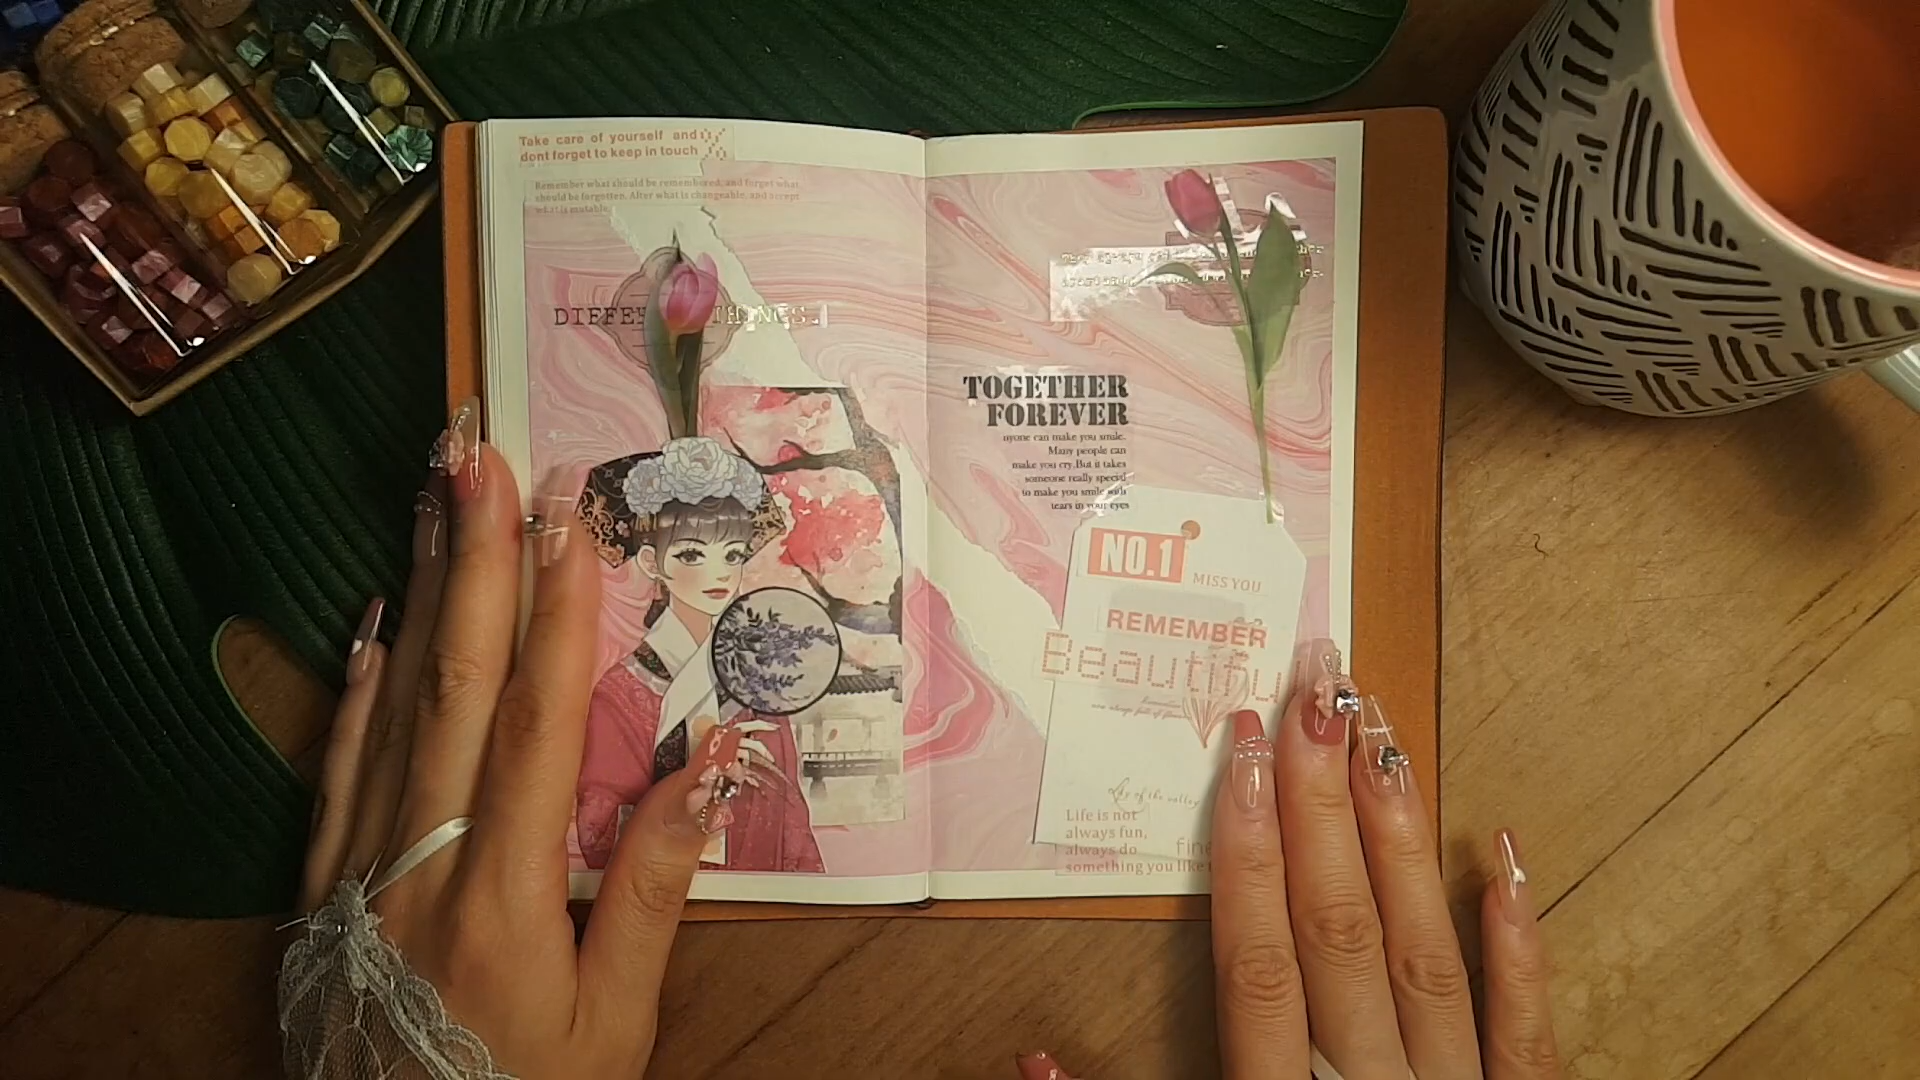 Take care of yourself and
dont forget to keep in touch
Remember what should be remembered, and forget what
should be forgotten. Alter what is changeable, and accept
what is mutable.
DIFFE THINGS.
TOGETHER
FOREVER
nyone can make you smile.
Many people can
make you cry.But it takes
someone really special
to make you smile with
tears in your eyes
NO.1
MISS YOU
REMEMBER
Beautifu
Lily of the valley
Life is not
always fun,
always do
something you like
fine